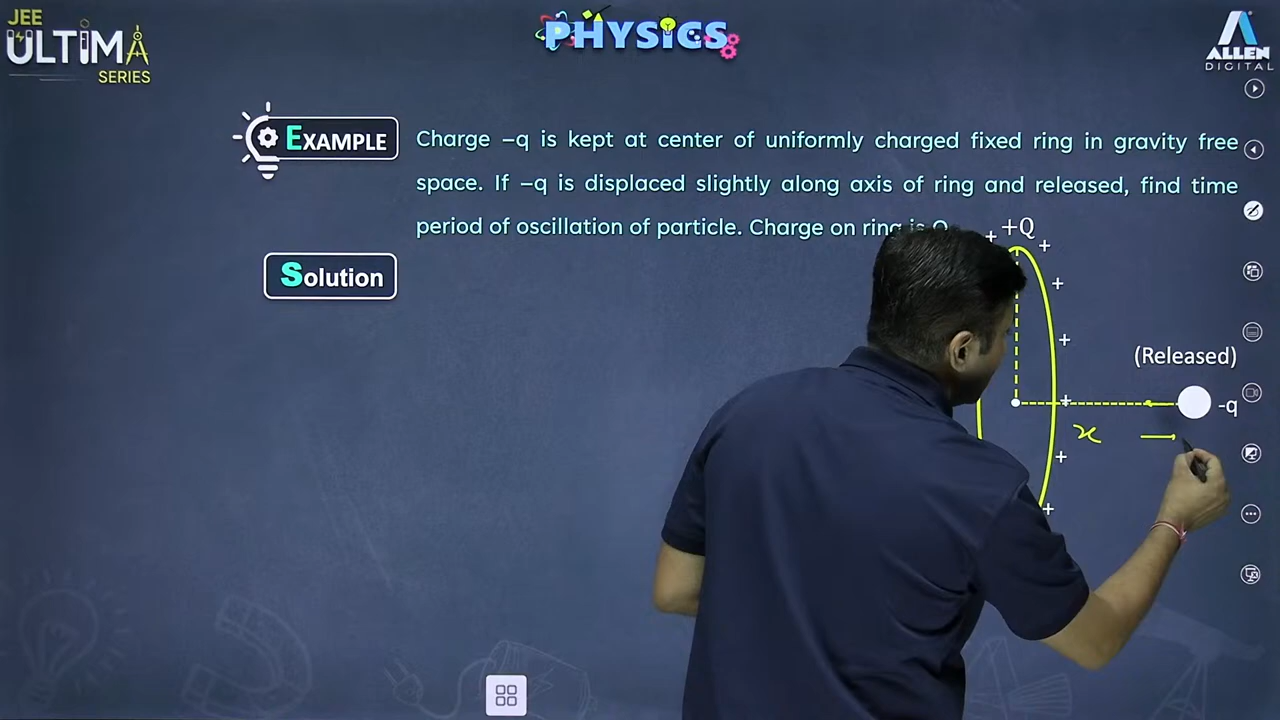 JEE
ULTIMA
SERIES
PHYSICS
ALLEN
DIGITAL
EXAMPLE
Charge –q is kept at center of uniformly charged fixed ring in gravity free
space. If –q is displaced slightly along axis of ring and released, find time
period of oscillation of particle. Charge on ring is Q
Solution
+ +Q +
+
+
(Released)
+ -q
x
+
+